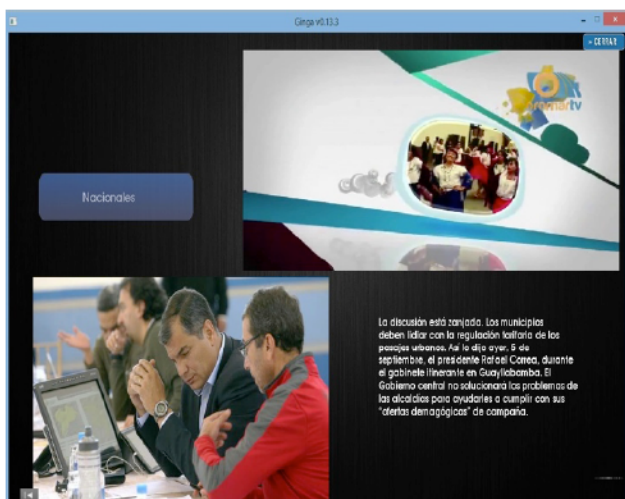 Ginga v0.13.3
CERRAR
tv
Nacionales
La discusión está zanjada. Los municipios
deben lidiar con la regulación tarifaria de los
pasajes urbanos. Así lo dijo ayer, 5 de
septiembre, el presidente Rafael Correa, durante
el gabinete itinerante en Guayllabamba. El
Gobierno central no solucionará los problemas de
las alcaldías para ayudarles a cumplir con sus
"ofertas demagógicas" de campaña.